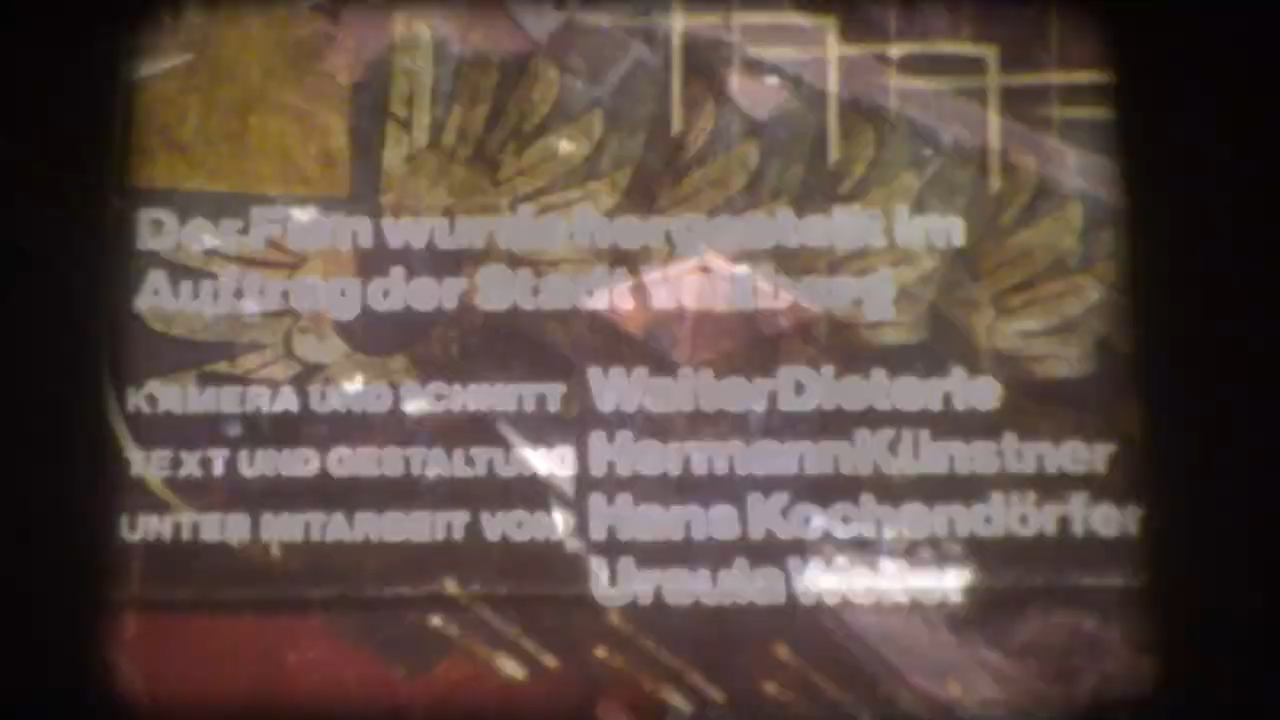 Der Film wurde hergestellt im
Auftrag der Stadt
KAMERA UND SCHNITT Walter Dieterle
TEXT UND GESTALTUNG Hermann Künstner
UNTER MITARBEIT VON Hans Kochendörfer
Ursula